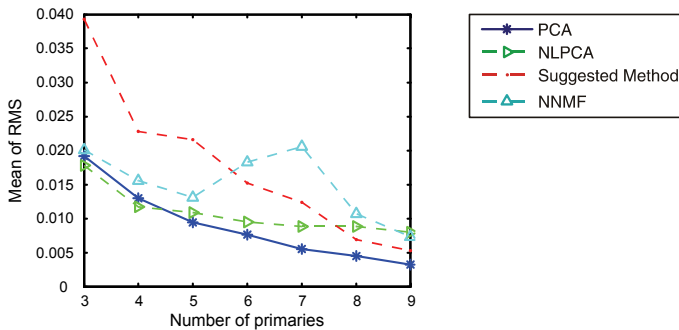 0.040
0.035
0.030
0.025
0.020
0.015
0.010
0.005
0
Mean of RMS
3 4 5 6 7 8 9
Number of primaries
PCA
NLPCA
Suggested Method
NNMF